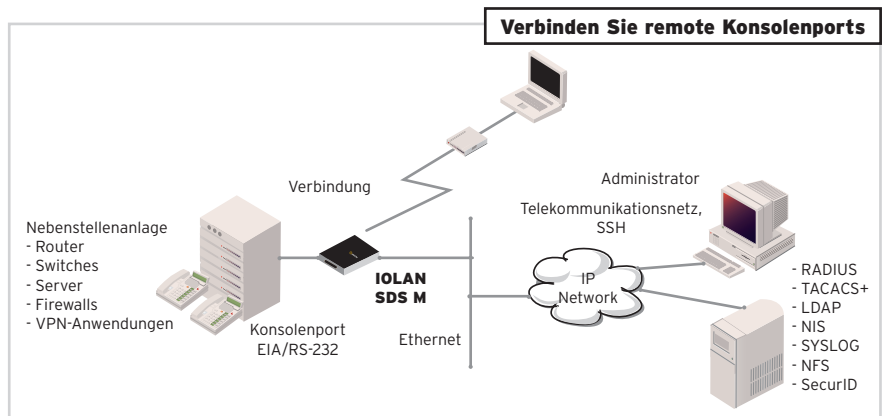 Verbinden Sie remote Konsolenports
Verbindung
Nebenstellenanlage
- Router
- Switches
- Server
- Firewalls
- VPN-Anwendungen
Konsolenport
EIA/RS-232
IOLAN
SDS M
Ethernet
Administrator
Telekommunikationsnetz,
SSH
IP
Network
- RADIUS
- TACACS+
- LDAP
- NIS
- SYSLOG
- NFS
- SecurID